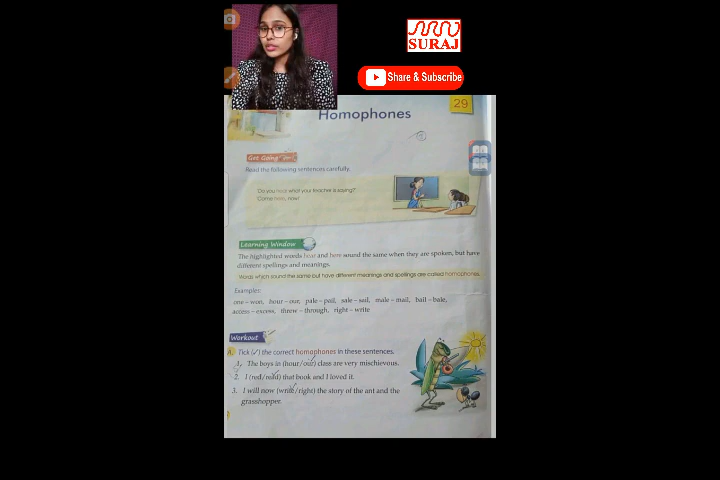 SURAJ
Share & Subscribe
29
Homophones
Get Going
Read the following sentences carefully.
'Do you hear what your teacher is saying?'
'Come here, now!'
Learning Window
The highlighted words hear and here sound the same when they are spoken, but have
different spellings and meanings.
Words which sound the same but have different meanings and spellings are called homophones.
Examples:
one – won, hour – our, pale – pail, sale – sail, male – mail, bail – bale,
access – excess, threw – through, right – write
Workout
A. Tick (✓) the correct homophones in these sentences.
1. The boys in (hour/our) class are very mischievous.
2. I (red/read) that book and I loved it.
3. I will now (write/right) the story of the ant and the
grasshopper.